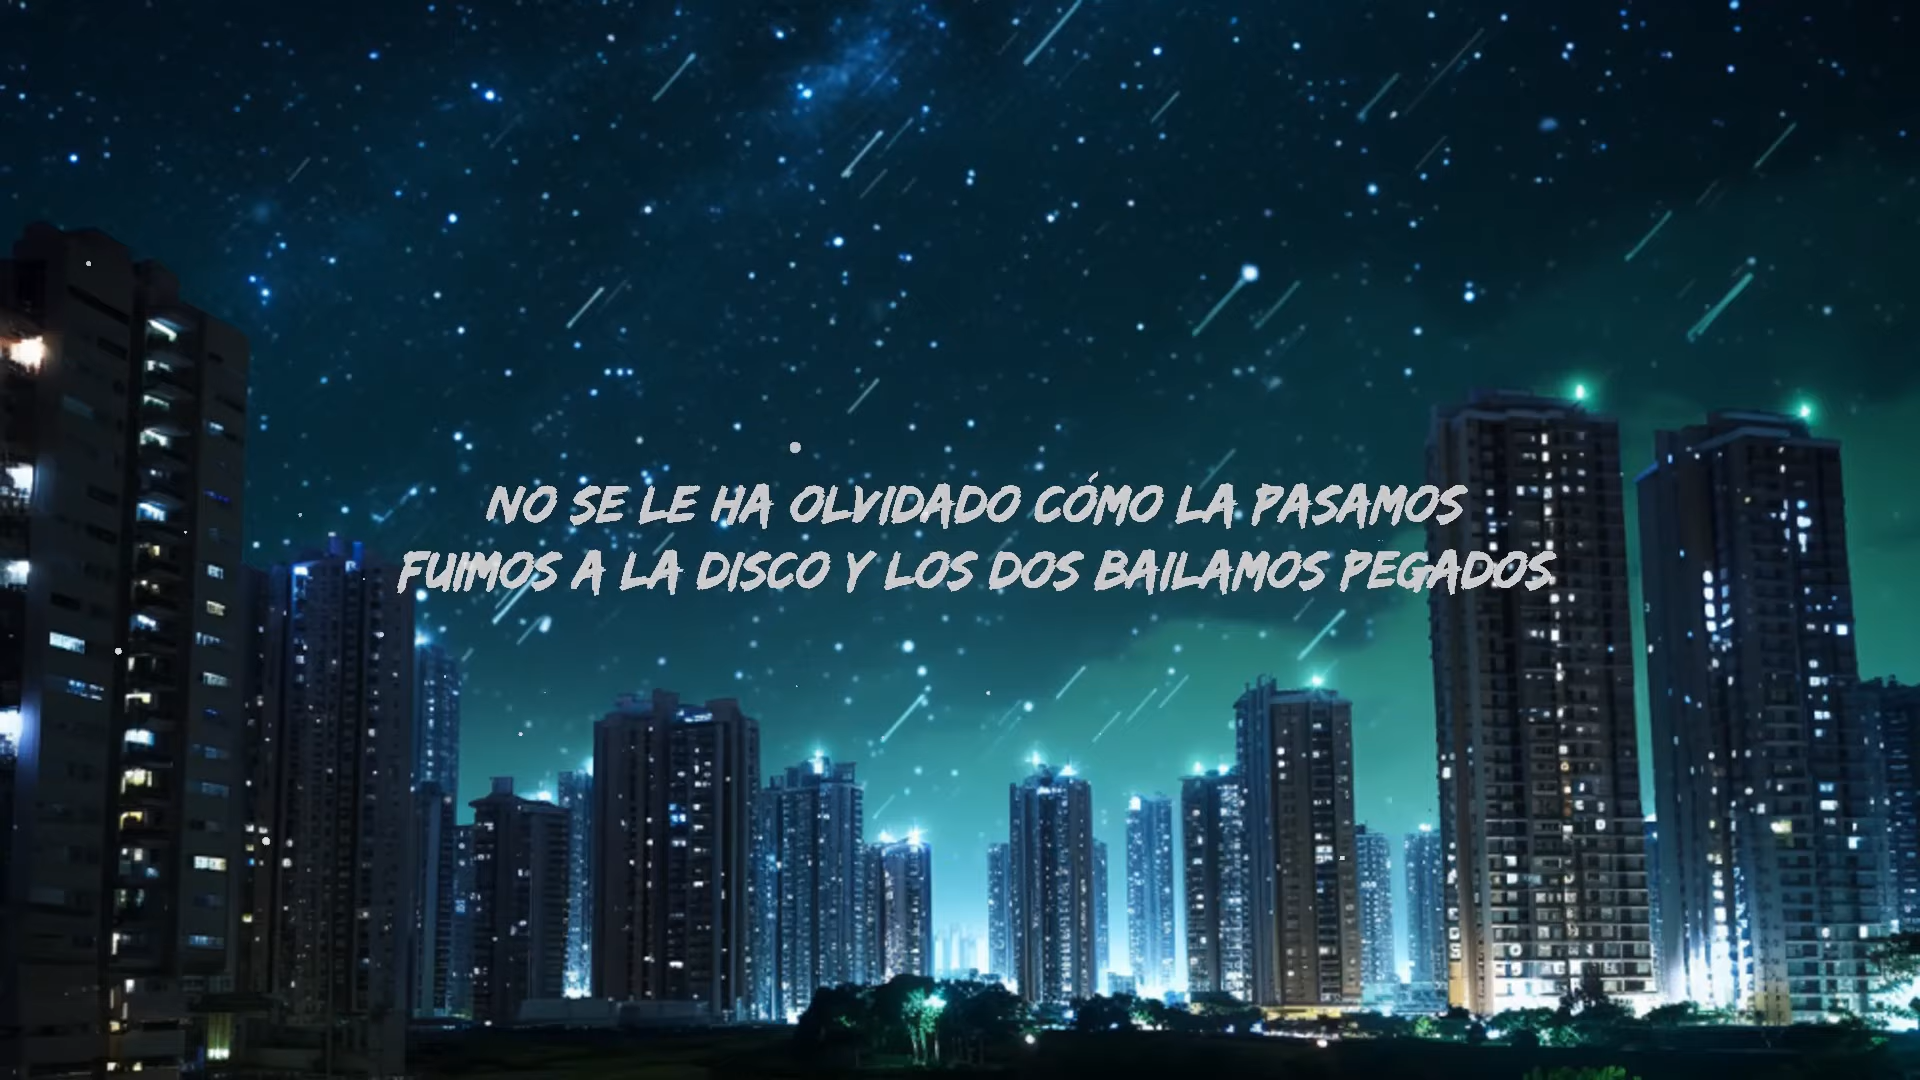 NO SE LE HA OLVIDADO CÓMO LA PASAMOS
FUIMOS A LA DISCO Y LOS DOS BAILAMOS PEGADOS